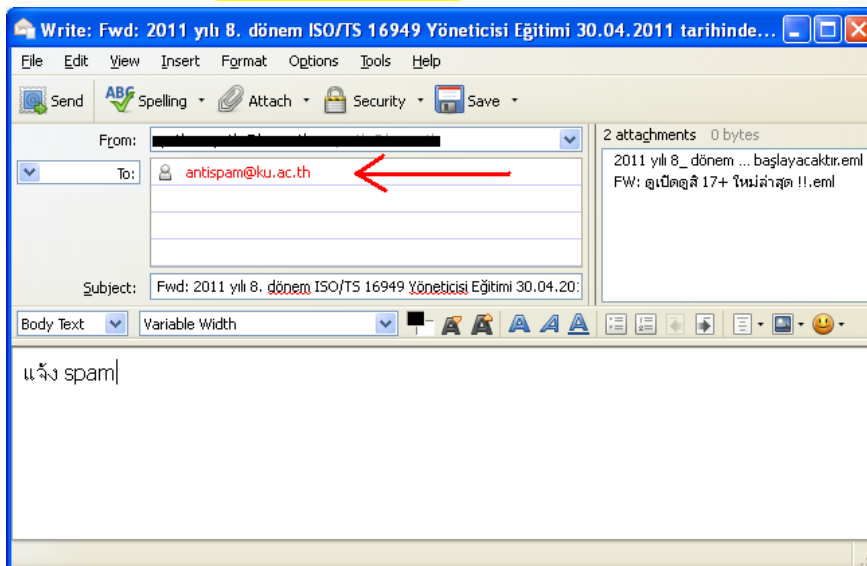 Write: Fwd: 2011 yılı 8. dönem ISO/TS 16949 Yöneticisi Eğitimi 30.04.2011 tarihinde...
File Edit View Insert Format Options Tools Help
Send Spelling Attach Security Save
From:
To: antispam@ku.ac.th
Subject: Fwd: 2011 yılı 8. dönem ISO/TS 16949 Yöneticisi Eğitimi 30.04.20
2 attachments 0 bytes
2011 yılı 8_ dönem ... başlayacaktır.eml
FW: ดูเปิดดูสิ 17+ ใหม่ล่าสุด !!.eml
Body Text Variable Width
แจ้ง spam